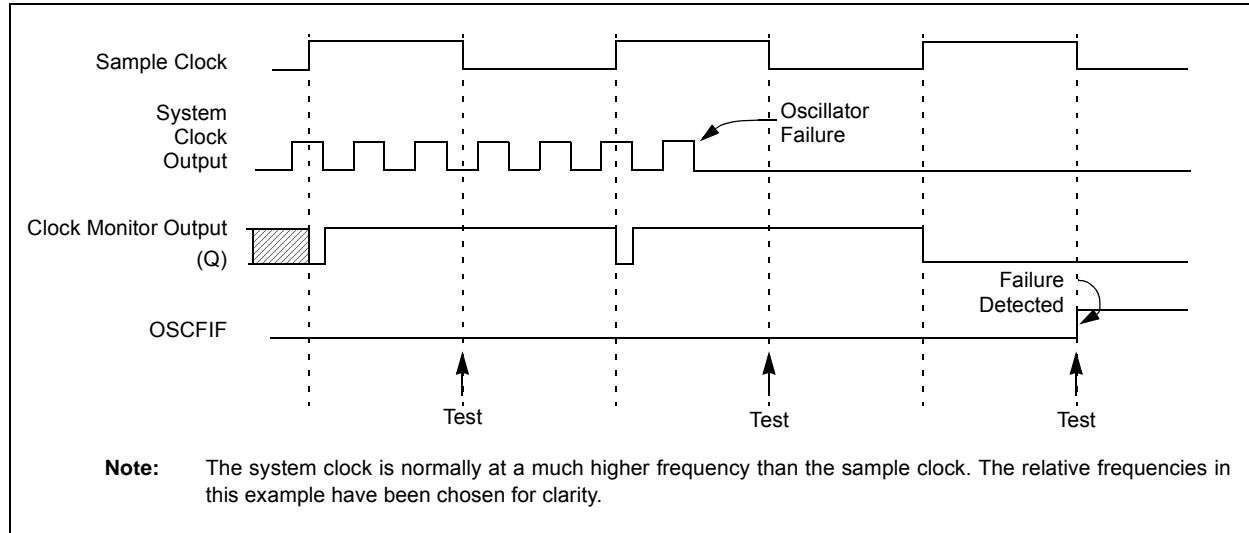 Sample Clock
System
Clock
Output
Oscillator
Failure
Clock Monitor Output
(Q)
Failure
Detected
OSCFIF
Test
Test
Test
Note: The system clock is normally at a much higher frequency than the sample clock. The relative frequencies in
this example have been chosen for clarity.